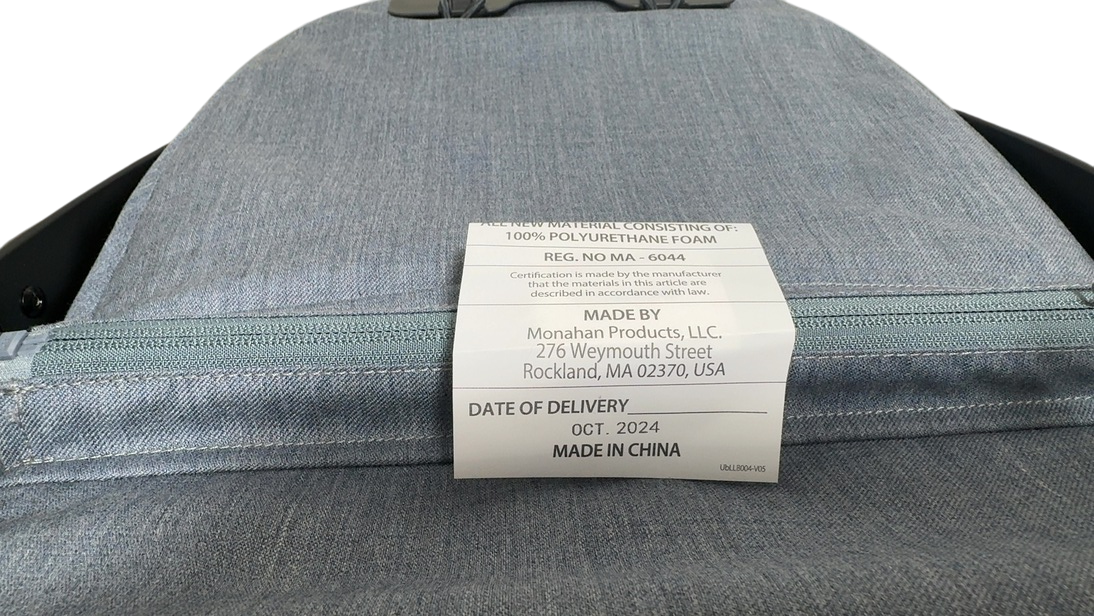 ALL NEW MATERIAL CONSISTING OF:
100% POLYURETHANE FOAM
REG. NO MA - 6044
Certification is made by the manufacturer
that the materials in this article are
described in accordance with law.
MADE BY
Monahan Products, LLC.
276 Weymouth Street
Rockland, MA 02370, USA
DATE OF DELIVERY
OCT. 2024
MADE IN CHINA
UbLLB004-V05